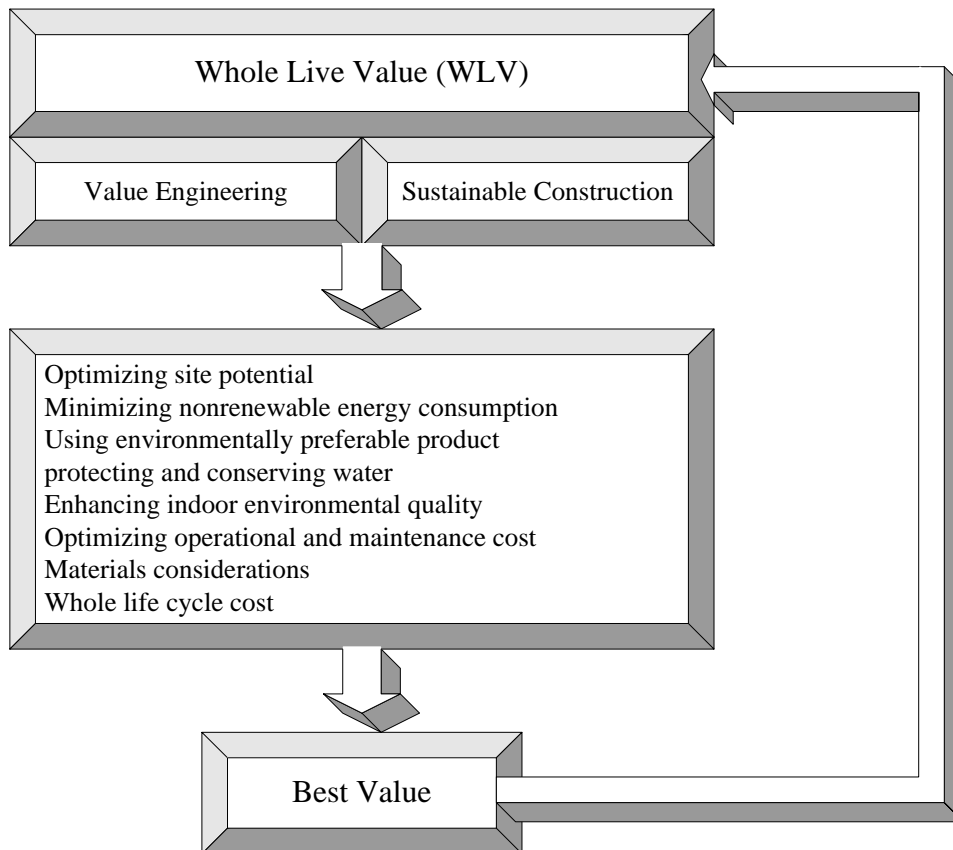 Whole Live Value (WLV)
Value Engineering
Sustainable Construction
Optimizing site potential
Minimizing nonrenewable energy consumption
Using environmentally preferable product
protecting and conserving water
Enhancing indoor environmental quality
Optimizing operational and maintenance cost
Materials considerations
Whole life cycle cost
Best Value